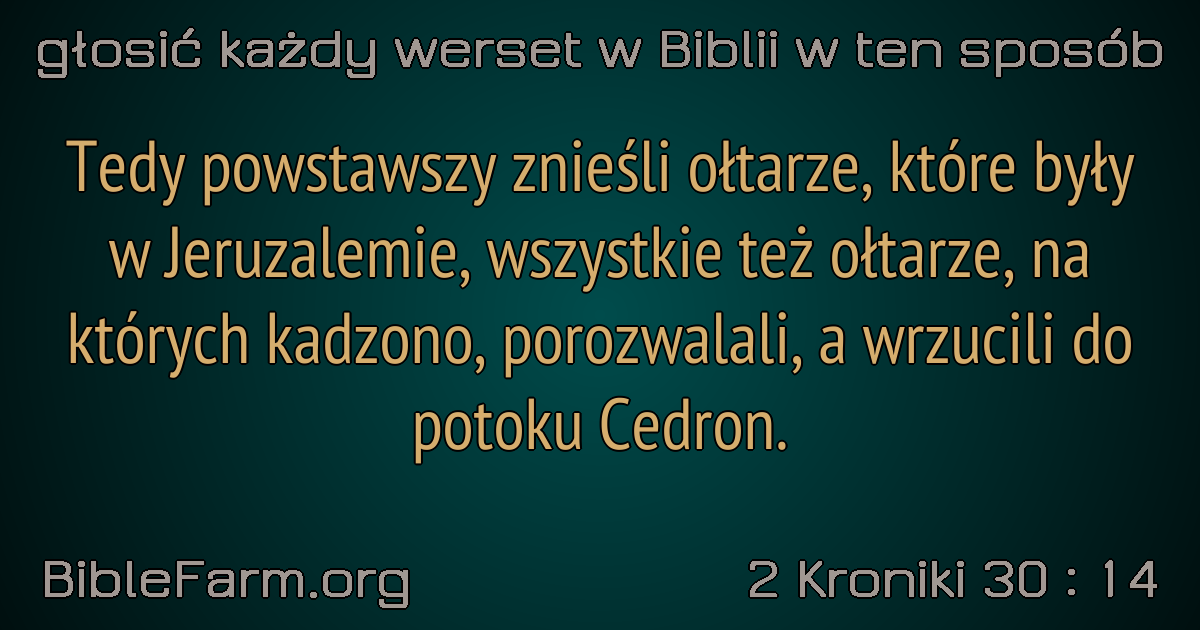 głosić każdy werset w Biblii w ten sposób
Tedy powstawszy znieśli ołtarze, które były
w Jeruzalemie, wszystkie też ołtarze, na
których kadzono, porozwalali, a wrzucili do
potoku Cedron.
BibleFarm.org
2 Kroniki 30 : 14